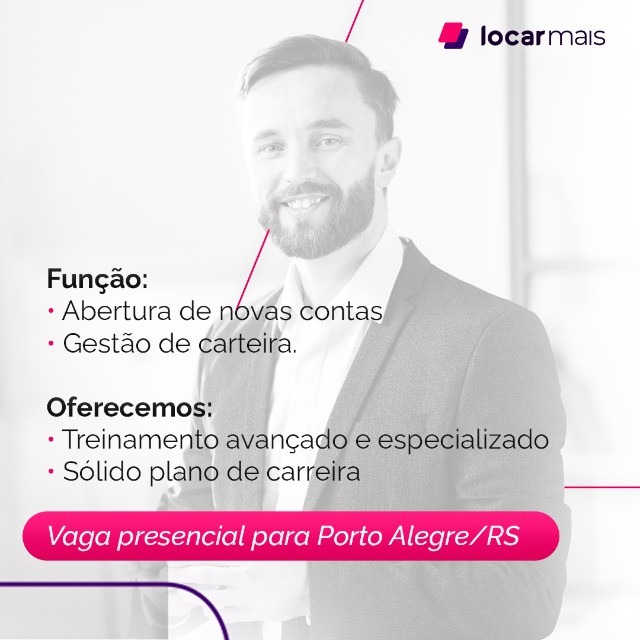 locarmais
Função:
• Abertura de novas contas
• Gestão de carteira.
Oferecemos:
• Treinamento avançado e especializado
• Sólido plano de carreira
Vaga presencial para Porto Alegre/RS